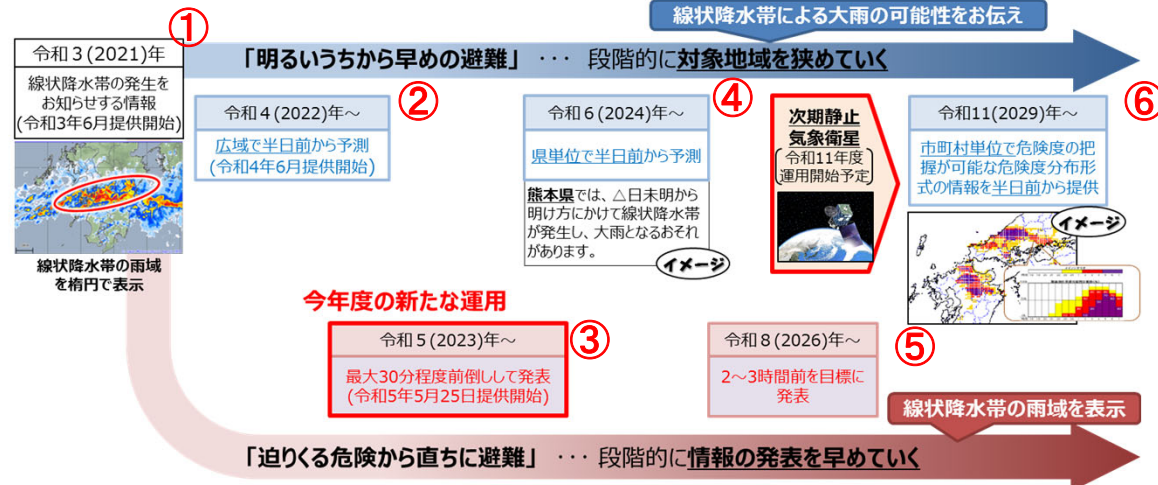 線状降水帯による大雨の可能性をお伝え
①
令和３(2021)年
線状降水帯の発生を
お知らせする情報
(令和3年6月提供開始)
線状降水帯の雨域
を楕円で表示
「明るいうちから早めの避難」 ･･･ 段階的に対象地域を狭めていく
②
令和４(2022)年～
広域で半日前から予測
(令和4年6月提供開始)
④
令和６(2024)年～
県単位で半日前から予測
熊本県では、△日未明から
明け方にかけて線状降水帯
が発生し、大雨となるおそれ
があります。
イメージ
次期静止
気象衛星
令和11年度
運用開始予定
⑥
令和11(2029)年～
市町村単位で危険度の把
握が可能な危険度分布形
式の情報を半日前から提供
イメージ
今年度の新たな運用
③
令和５(2023)年～
最大30分程度前倒しして発表
(令和5年5月25日提供開始)
⑤
令和８(2026)年～
2～3時間前を目標に
発表
線状降水帯の雨域を表示
「迫りくる危険から直ちに避難」 ･･･ 段階的に情報の発表を早めていく